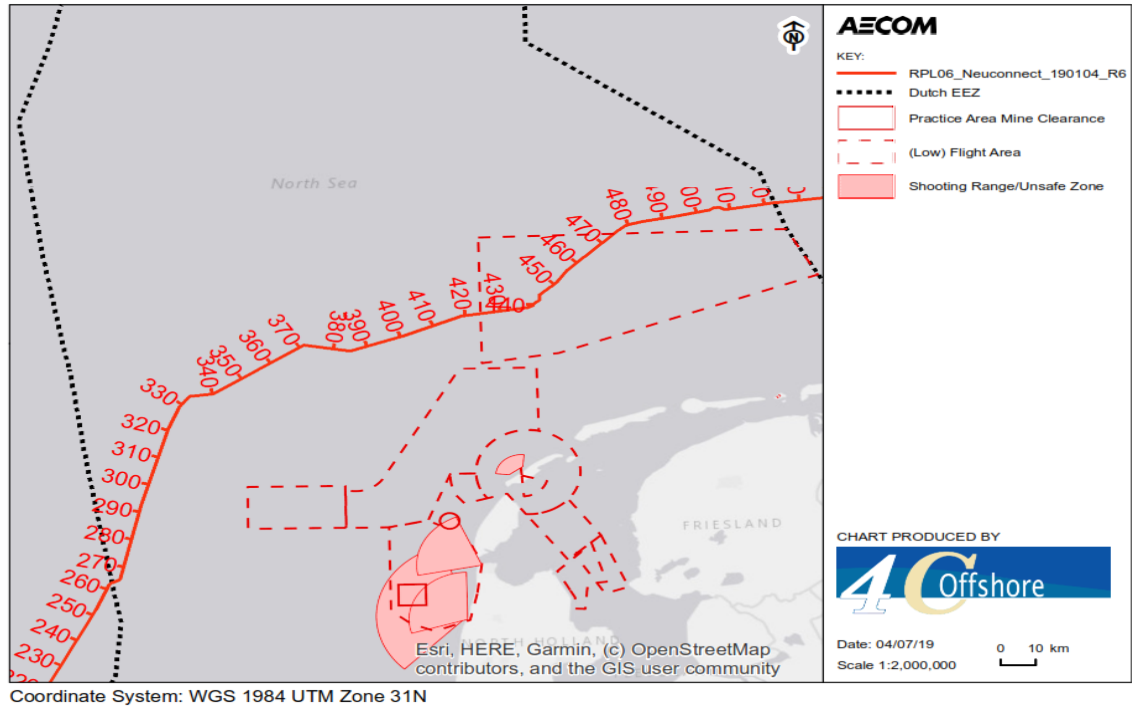 N
North Sea
480
470
460
450
440
430
420
410
400
390
380
370
360
350
340
330
320
310
300
290
280
270
260
250
240
230
FRIESLAND
NORTH HOLLAND
Esri, HERE, Garmin, (c) OpenStreetMap
contributors, and the GIS user community
AECOM
KEY:
RPL06_Neuconnect_190104_R6
Dutch EEZ
Practice Area Mine Clearance
(Low) Flight Area
Shooting Range/Unsafe Zone
CHART PRODUCED BY
4C Offshore
Date: 04/07/19
0 10 km
Scale 1:2,000,000
Coordinate System: WGS 1984 UTM Zone 31N